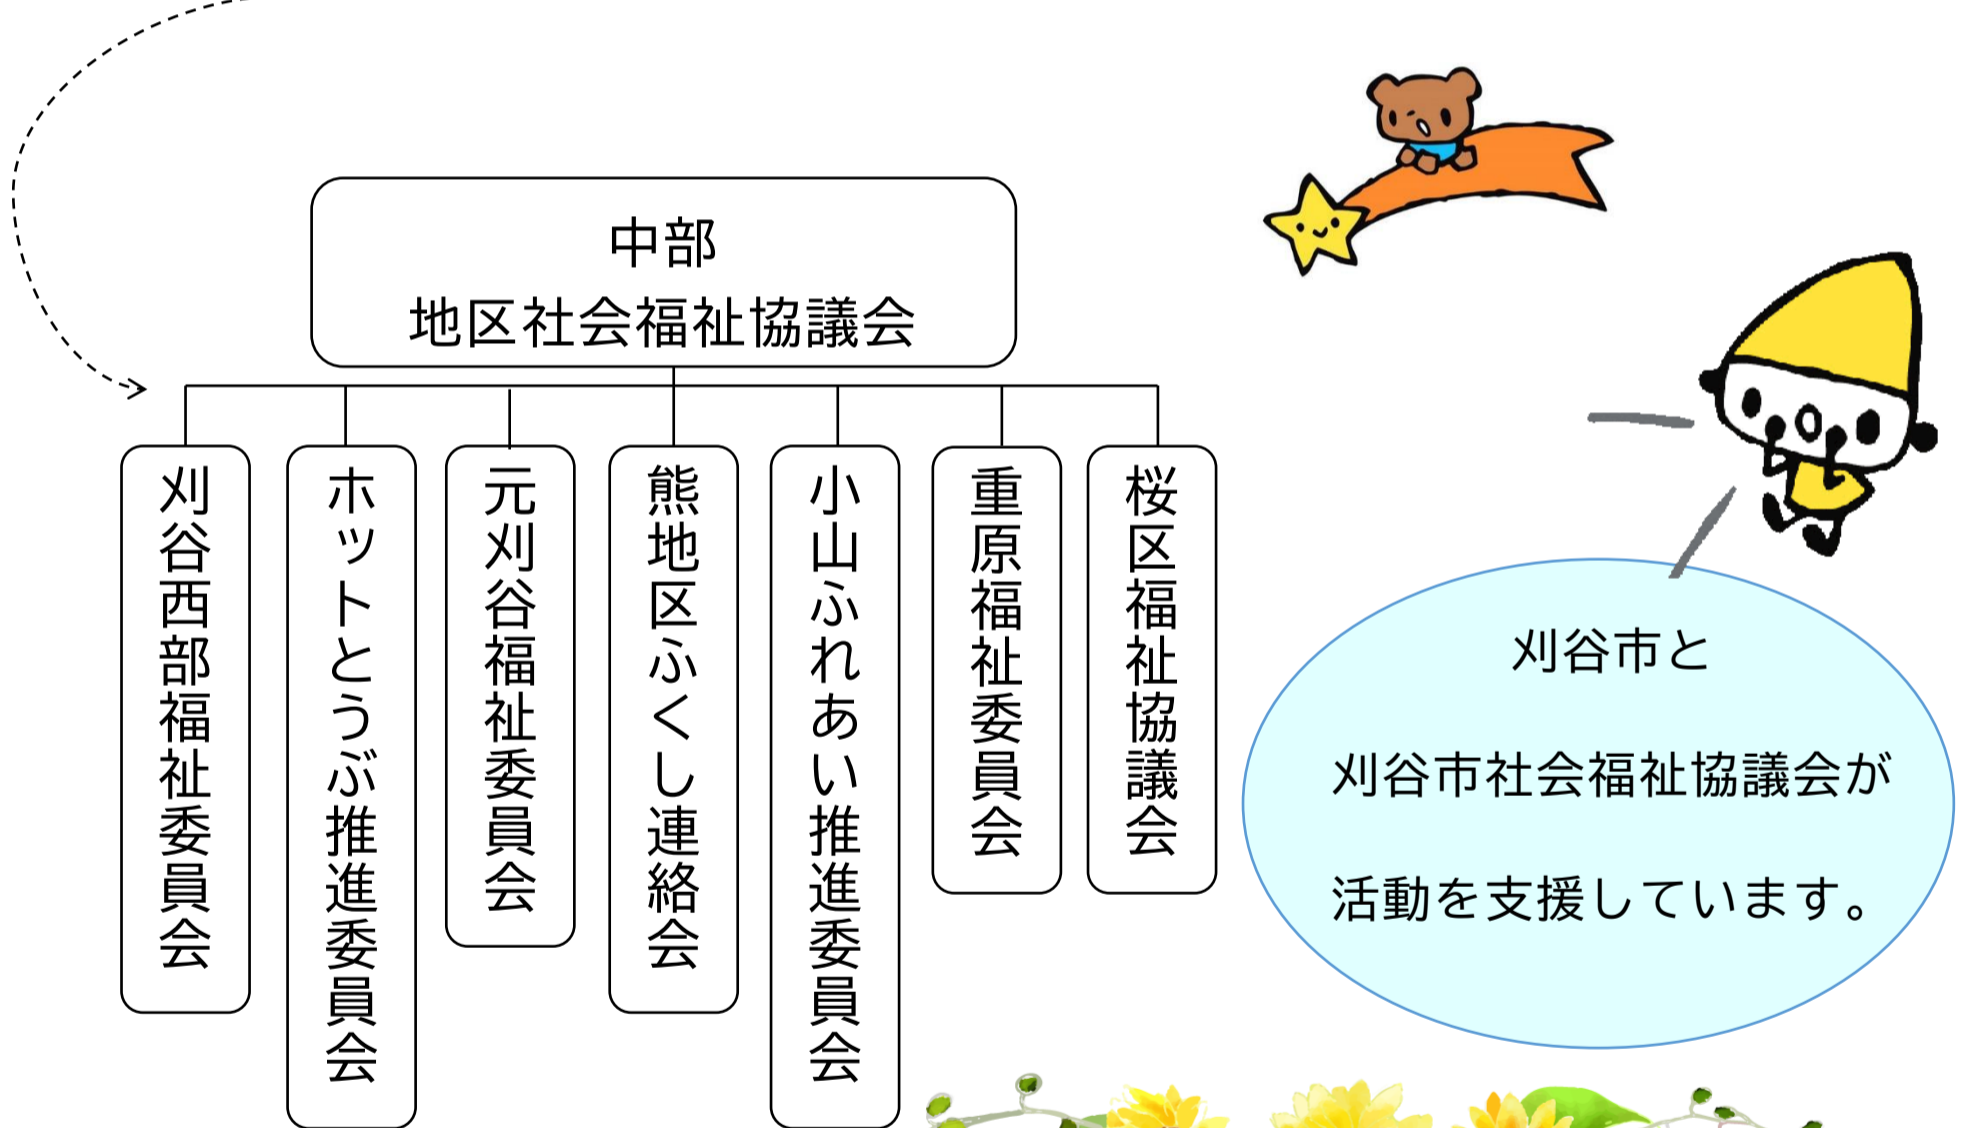 中部
地区社会福祉協議会
刈谷西部福祉委員会
ホットとうぶ推進委員会
元刈谷福祉委員会
熊地区ふくし連絡会
小山ふれあい推進委員会
重原福祉委員会
桜区福祉協議会
刈谷市と
刈谷市社会福祉協議会が
活動を支援しています。